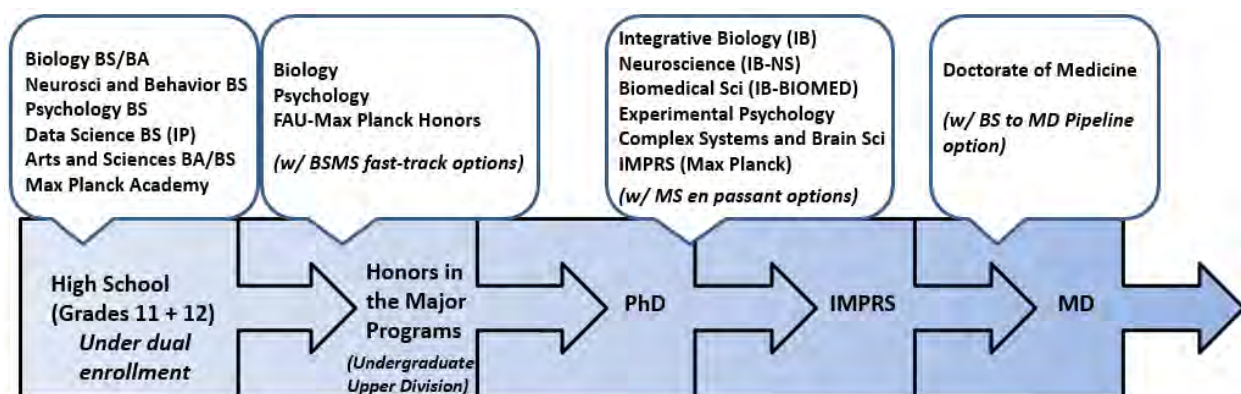 Biology BS/BA
Neurosci and Behavior BS
Psychology BS
Data Science BS (IP)
Arts and Sciences BA/BS
Max Planck Academy
Biology
Psychology
FAU-Max Planck Honors
(w/ BSMS fast-track options)
Integrative Biology (IB)
Neuroscience (IB-NS)
Biomedical Sci (IB-BIOMED)
Experimental Psychology
Complex Systems and Brain Sci
IMPRS (Max Planck)
(w/ MS en passant options)
Doctorate of Medicine
(w/ BS to MD Pipeline
option)
High School
(Grades 11 + 12)
Under dual
enrollment
Honors in
the Major
Programs
(Undergraduate
Upper Division)
PhD
IMPRS
MD